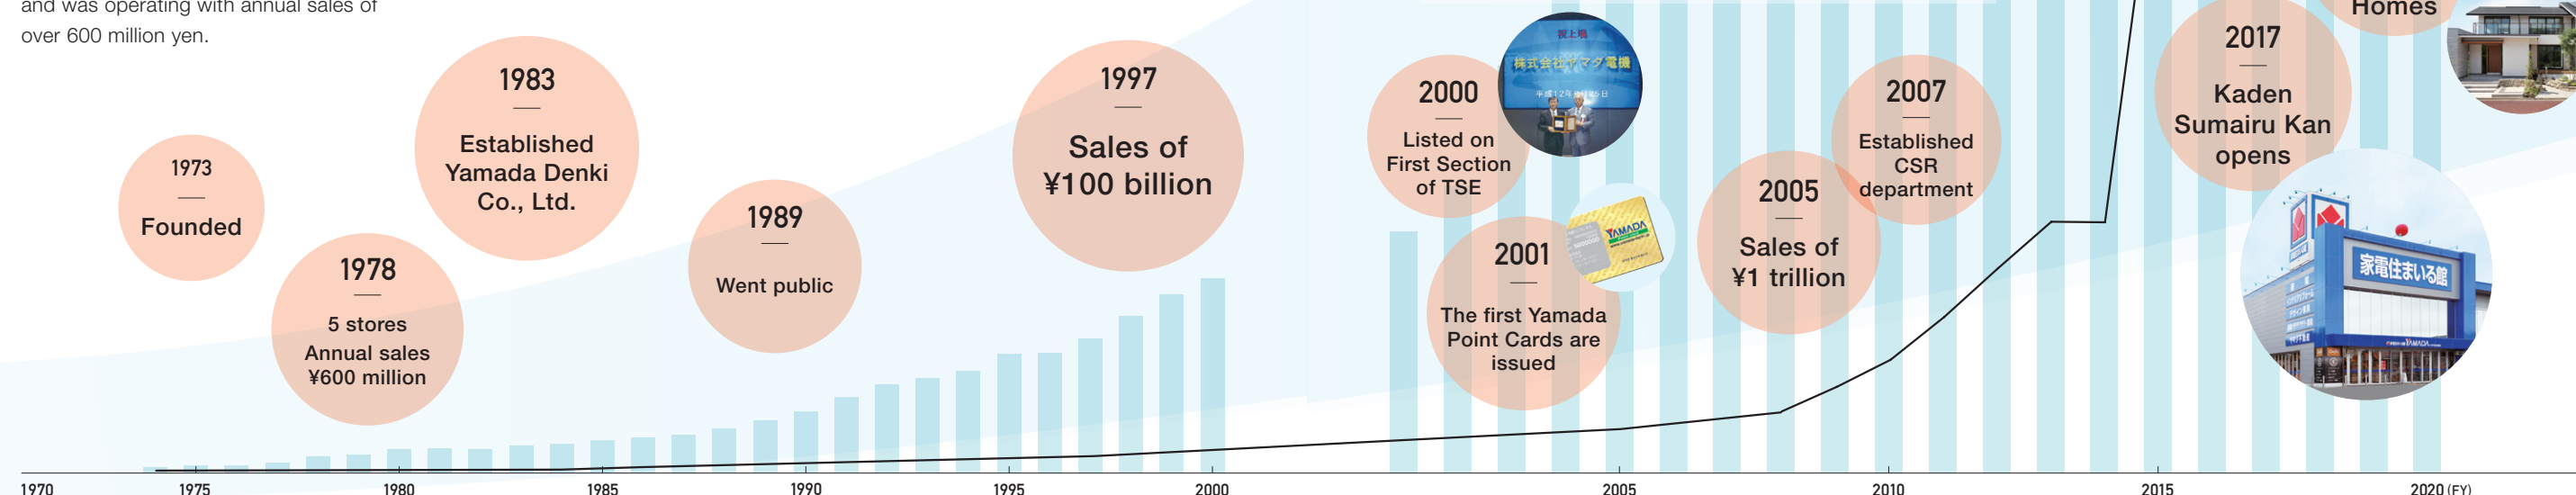 and was operating with annual sales of
over 600 million yen.
1973
Founded
1978
5 stores
Annual sales
¥600 million
1983
Established
Yamada Denki
Co., Ltd.
1989
Went public
1997
Sales of
¥100 billion
2000
Listed on
First Section
of TSE
祝上場
株式会社ヤマダ電機
2001
The first Yamada
Point Cards are
issued
YAMADA
2005
Sales of
¥1 trillion
2007
Established
CSR
department
2017
Kaden
Sumairu Kan
opens
Homes
家電住まいる館
YAMADA
1970 1975 1980 1985 1990 1995 2000 2005 2010 2015 2020 (FY)